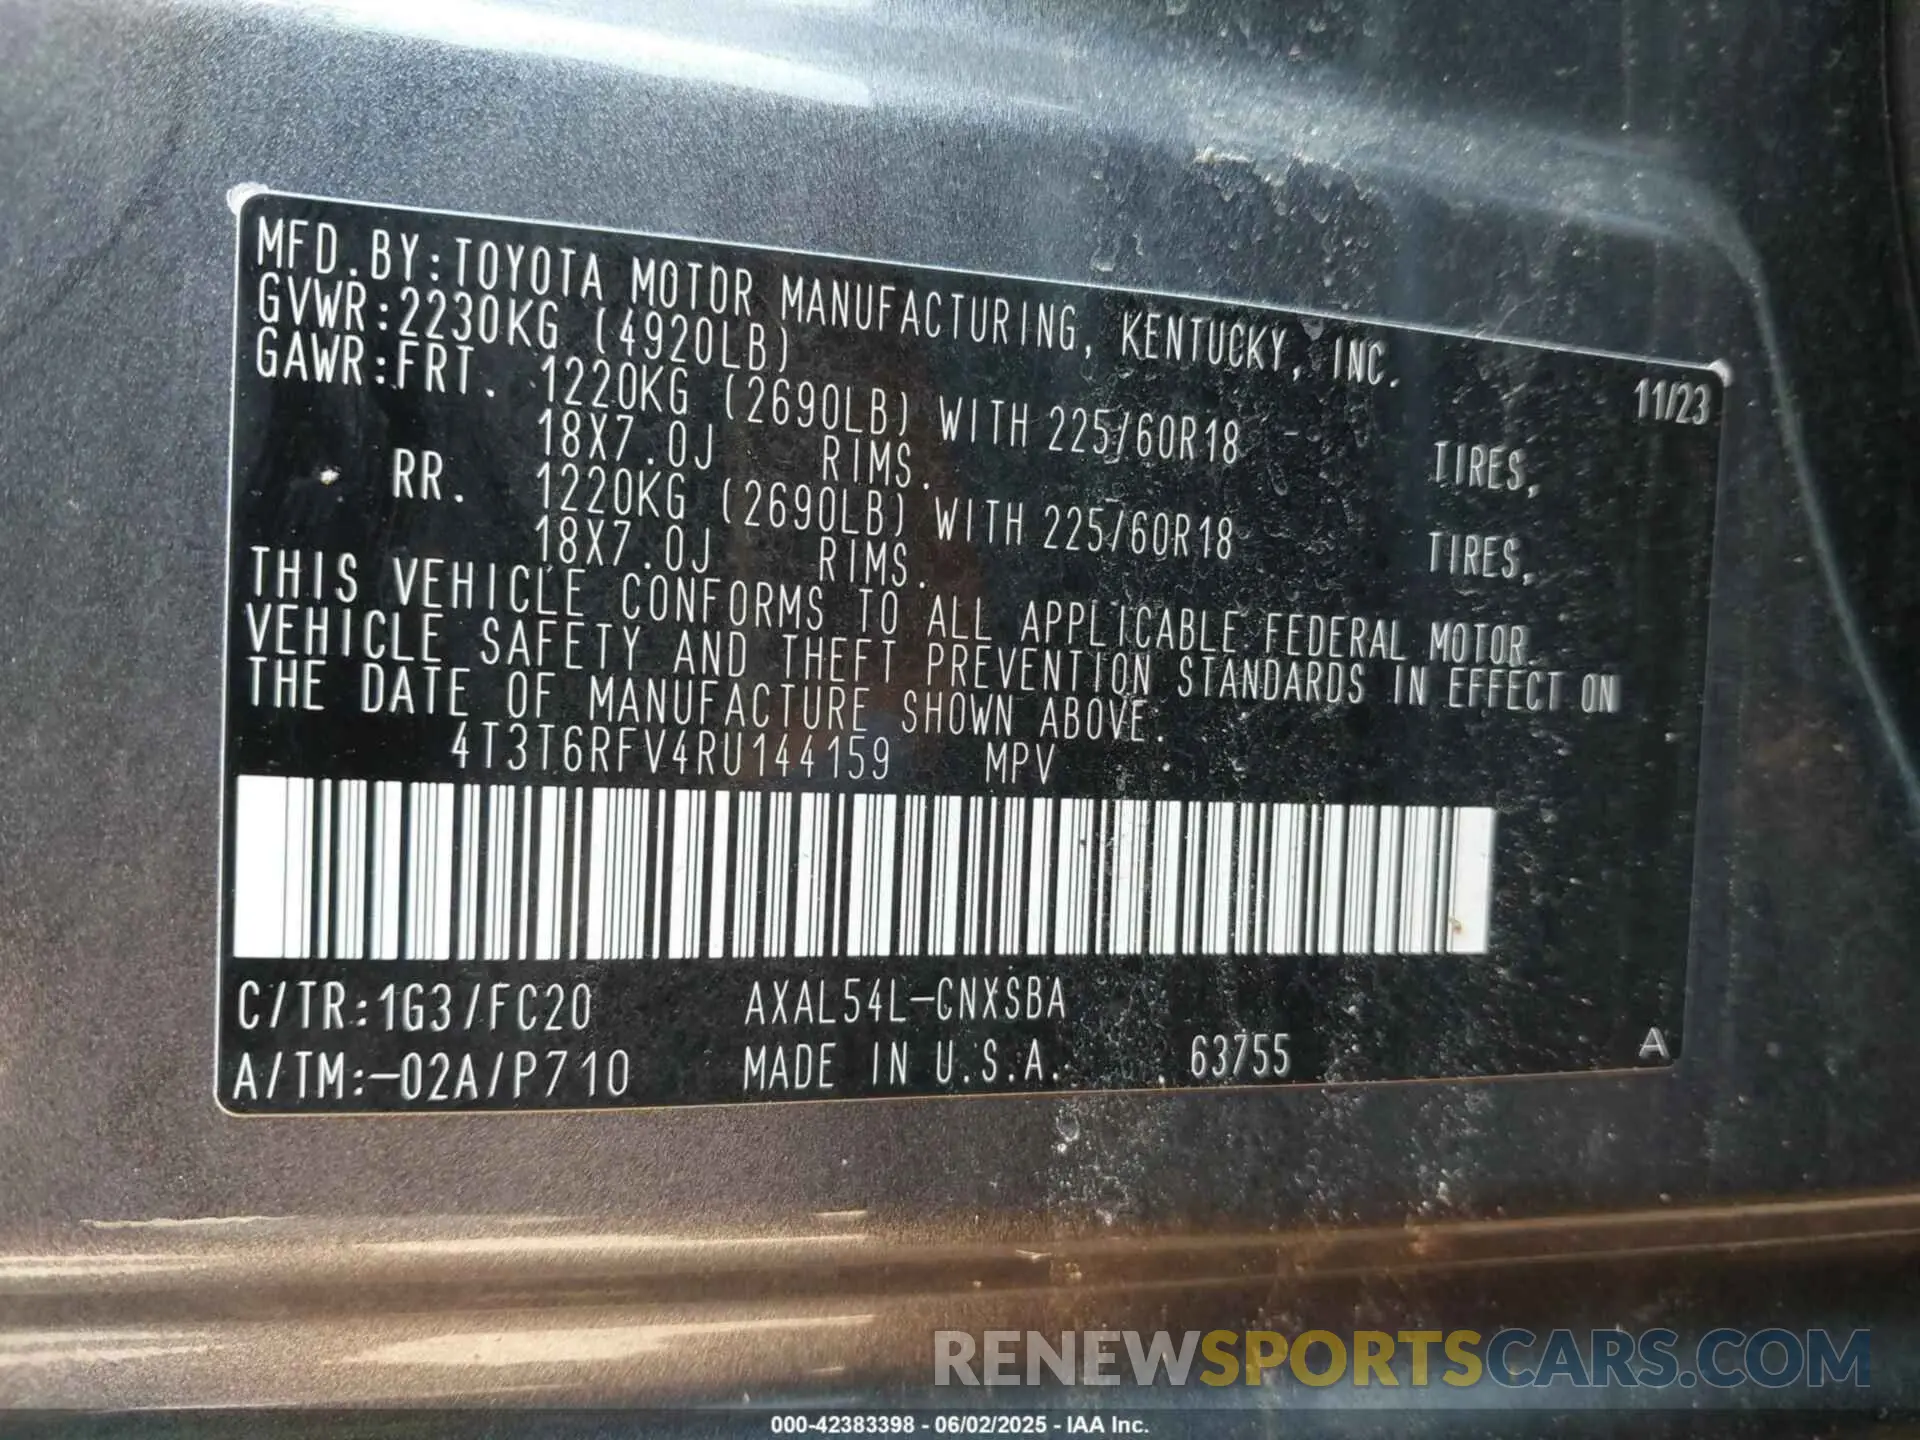 MFD.BY:TOYOTA MOTOR MANUFACTURING, KENTUCKY, INC.
11/23
GVWR:2230KG (4920LB)
GAWR:FRT. 1220KG (2690LB) WITH 225/60R18 TIRES,
18X7.0J RIMS.
RR. 1220KG (2690LB) WITH 225/60R18 TIRES,
18X7.0J RIMS.
THIS VEHICLE CONFORMS TO ALL APPLICABLE FEDERAL MOTOR
VEHICLE SAFETY AND THEFT PREVENTION STANDARDS IN EFFECT ON
THE DATE OF MANUFACTURE SHOWN ABOVE.
4T3T6RFV4RU144159 MPV
C/TR:1G3/FC20 AXAL54L-CNXSBA
A/TM:-02A/P710 MADE IN U.S.A. 63755 A
RENEWSPORTSCARS.COM
000-42383398 - 06/02/2025 - IAA Inc.